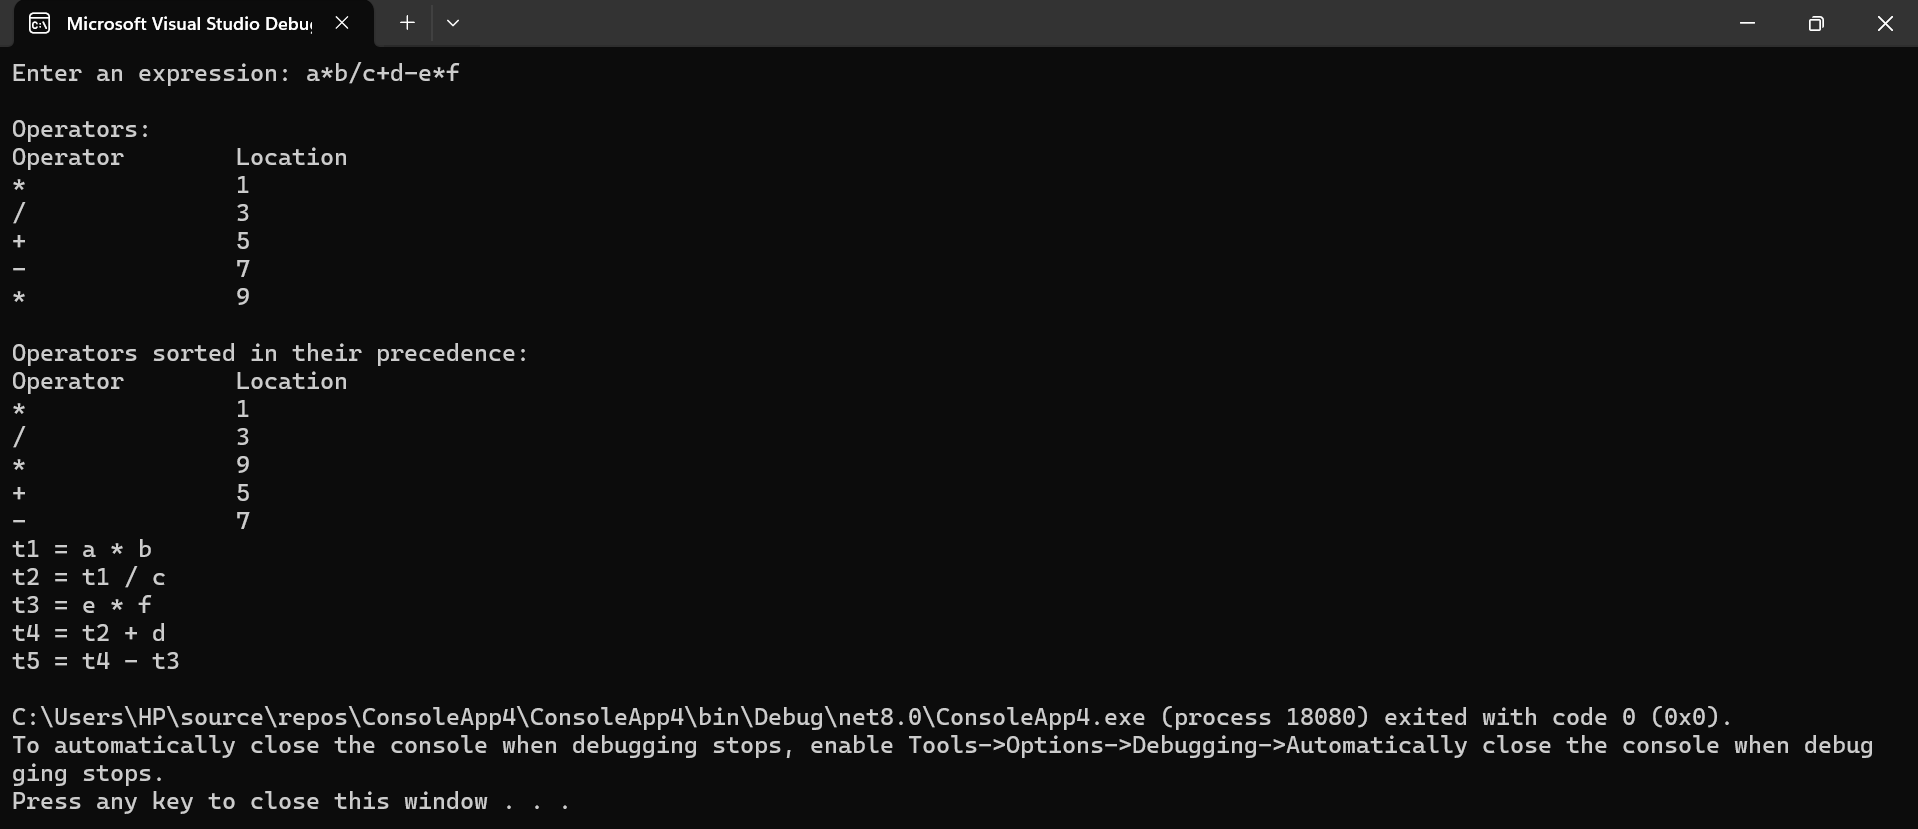 Microsoft Visual Studio Debu
Enter an expression: a*b/c+d-e*f
Operators:
Operator Location
* 1
/ 3
+ 5
- 7
* 9
Operators sorted in their precedence:
Operator Location
* 1
/ 3
* 9
+ 5
- 7
t1 = a * b
t2 = t1 / c
t3 = e * f
t4 = t2 + d
t5 = t4 - t3
C:\Users\HP\source\repos\ConsoleApp4\ConsoleApp4\bin\Debug\net8.0\ConsoleApp4.exe (process 18080) exited with code 0 (0x0).
To automatically close the console when debugging stops, enable Tools->Options->Debugging->Automatically close the console when debug
ging stops.
Press any key to close this window . . .